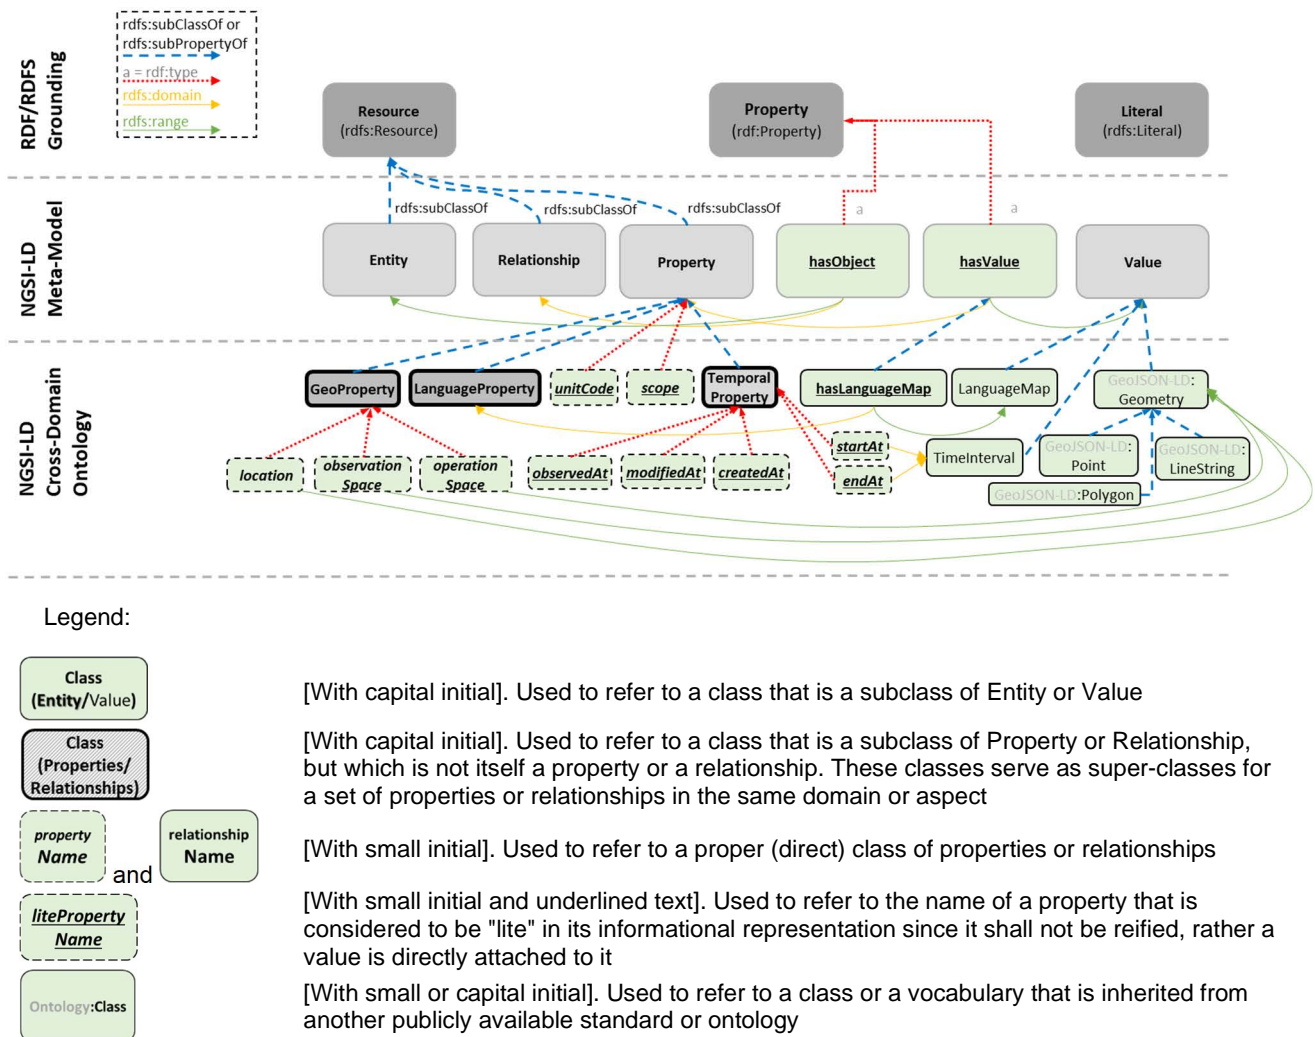 rdfs:subClassOf or
rdfs:subPropertyOf
a = rdf:type
rdfs:domain
rdfs:range
RDF/RDFS
Grounding
Resource
(rdfs:Resource)
Property
(rdf:Property)
Literal
(rdfs:Literal)
NGSI-LD
Meta-Model
rdfs:subClassOf
rdfs:subClassOf
rdfs:subClassOf
a
a
Entity
Relationship
Property
hasObject
hasValue
Value
NGSI-LD
Cross-Domain
Ontology
GeoProperty
LanguageProperty
unitCode
scope
Temporal
Property
hasLanguageMap
LanguageMap
GeoJSON-LD:
Geometry
location
observation
Space
operation
Space
observedAt
modifiedAt
createdAt
startAt
endAt
TimeInterval
GeoJSON-LD:
Point
GeoJSON-LD:
LineString
GeoJSON-LD:Polygon
Legend:
Class
(Entity/Value)
[With capital initial]. Used to refer to a class that is a subclass of Entity or Value
Class
(Properties/
Relationships)
[With capital initial]. Used to refer to a class that is a subclass of Property or Relationship,
but which is not itself a property or a relationship. These classes serve as super-classes for
a set of properties or relationships in the same domain or aspect
property
Name
and
relationship
Name
[With small initial]. Used to refer to a proper (direct) class of properties or relationships
liteProperty
Name
[With small initial and underlined text]. Used to refer to the name of a property that is
considered to be "lite" in its informational representation since it shall not be reified, rather a
value is directly attached to it
Ontology:Class
[With small or capital initial]. Used to refer to a class or a vocabulary that is inherited from
another publicly available standard or ontology